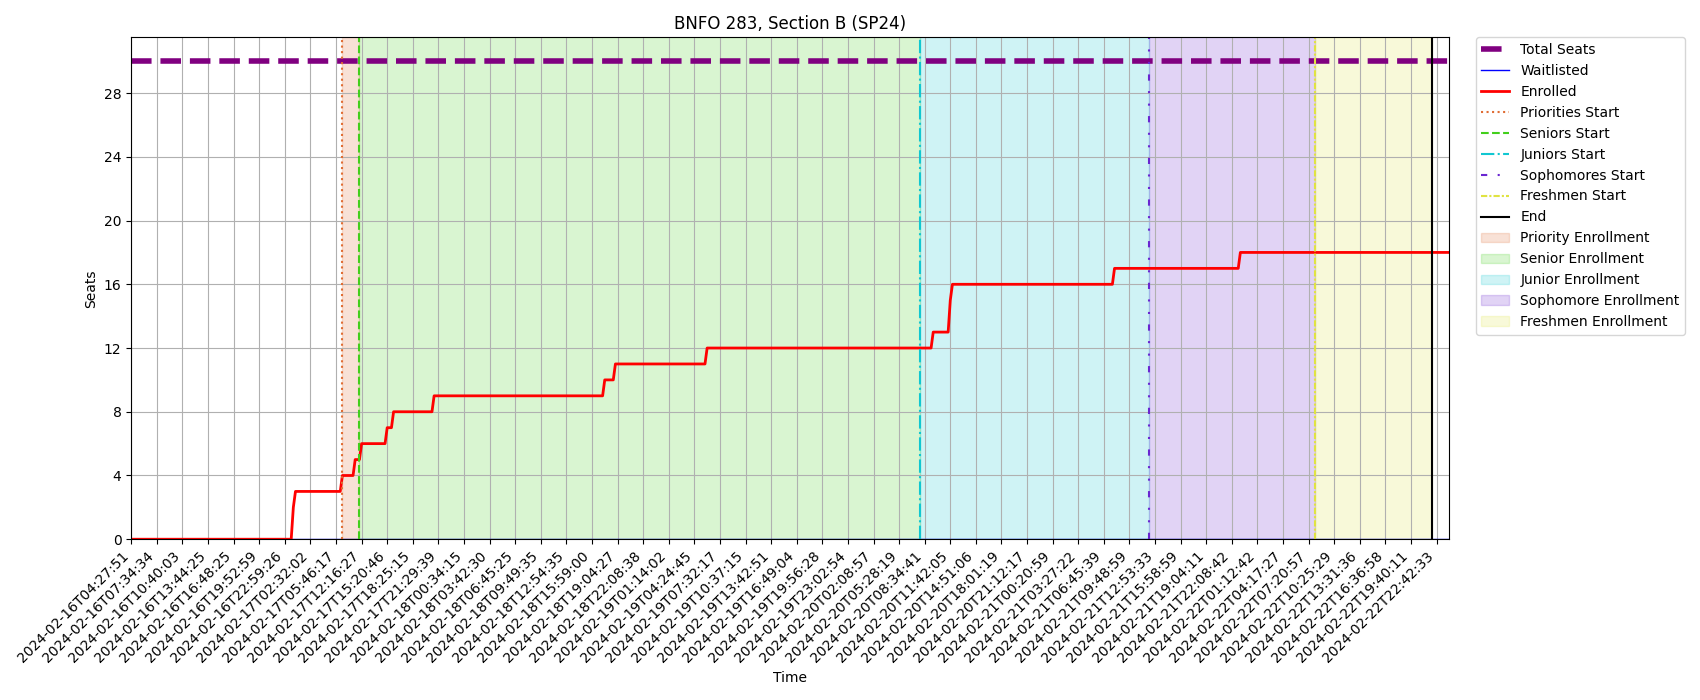 BNFO 283, Section B (SP24)
Total Seats
Waitlisted
Enrolled
Priorities Start
Seniors Start
Juniors Start
Sophomores Start
Freshmen Start
End
Priority Enrollment
Senior Enrollment
Junior Enrollment
Sophomore Enrollment
Freshmen Enrollment
Seats
28
24
20
16
12
8
4
0
2024-02-16T04:27:51
2024-02-16T07:34:34
2024-02-16T10:40:03
2024-02-16T13:44:25
2024-02-16T16:48:25
2024-02-16T19:52:59
2024-02-16T22:59:26
2024-02-17T02:32:02
2024-02-17T05:46:17
2024-02-17T12:16:27
2024-02-17T15:20:46
2024-02-17T18:25:15
2024-02-17T21:29:39
2024-02-18T00:34:15
2024-02-18T03:42:30
2024-02-18T06:45:25
2024-02-18T09:49:35
2024-02-18T12:54:35
2024-02-18T15:59:00
2024-02-18T19:04:27
2024-02-18T22:08:38
2024-02-19T01:14:02
2024-02-19T04:24:45
2024-02-19T07:32:17
2024-02-19T10:37:15
2024-02-19T13:42:51
2024-02-19T16:49:04
2024-02-19T19:56:28
2024-02-19T23:02:54
2024-02-20T02:08:57
2024-02-20T05:28:19
2024-02-20T08:34:41
2024-02-20T11:42:05
2024-02-20T14:51:06
2024-02-20T18:01:19
2024-02-20T21:12:17
2024-02-21T00:20:59
2024-02-21T03:27:22
2024-02-21T06:45:39
2024-02-21T09:48:59
2024-02-21T12:53:33
2024-02-21T15:58:59
2024-02-21T19:04:11
2024-02-21T22:08:42
2024-02-22T01:12:42
2024-02-22T04:17:27
2024-02-22T07:20:57
2024-02-22T10:25:29
2024-02-22T13:31:36
2024-02-22T16:36:58
2024-02-22T19:40:11
2024-02-22T22:42:33
Time